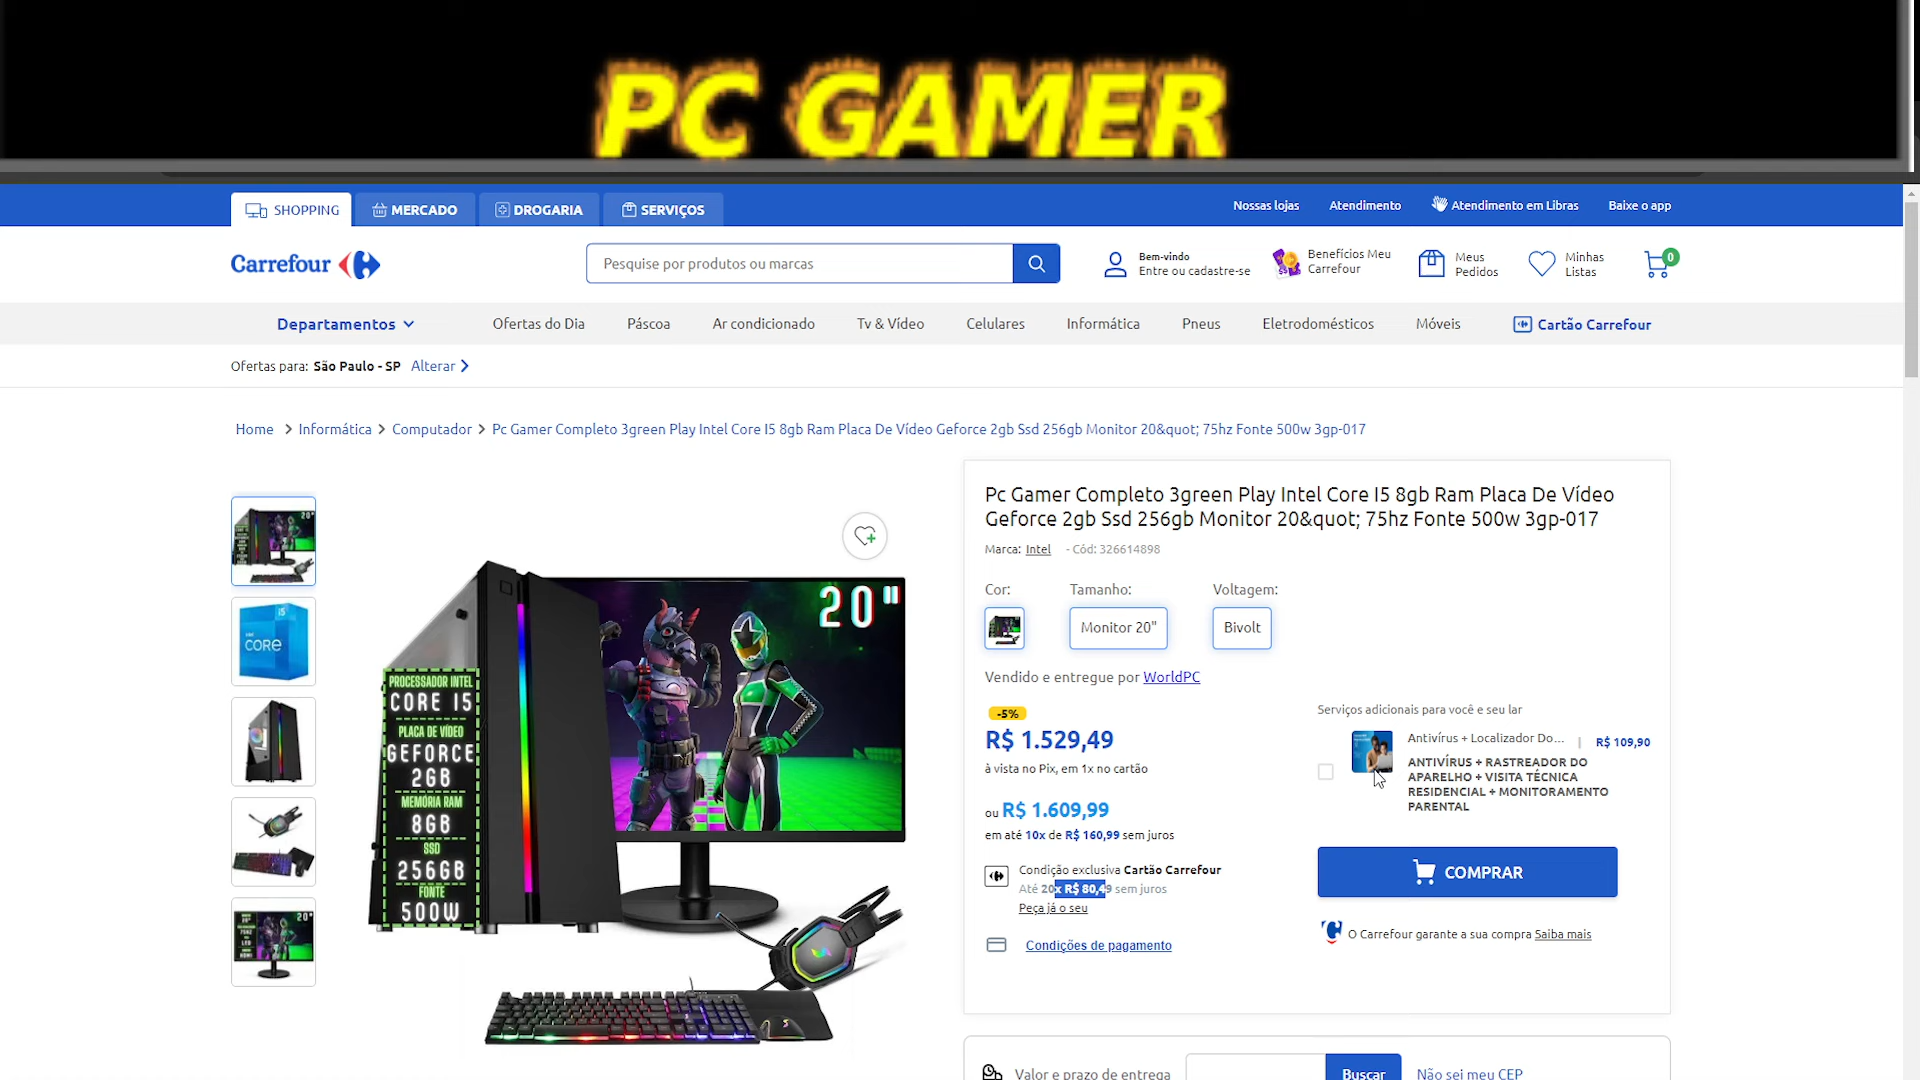 PC GAMER
SHOPPING
MERCADO
DROGARIA
SERVIÇOS
Nossas lojas
Atendimento
Atendimento em Libras
Baixe o app
Carrefour
Pesquise por produtos ou marcas
Bem-vindo
Entre ou cadastre-se
Benefícios Meu
Carrefour
Meus
Pedidos
Minhas
Listas
0
Departamentos
Ofertas do Dia
Páscoa
Ar condicionado
Tv & Vídeo
Celulares
Informática
Pneus
Eletrodomésticos
Móveis
Cartão Carrefour
Ofertas para: São Paulo - SP Alterar
Home > Informática > Computador > Pc Gamer Completo 3green Play Intel Core I5 8gb Ram Placa De Vídeo Geforce 2gb Ssd 256gb Monitor 20&quot; 75hz Fonte 500w 3gp-017
20"
PROCESSADOR INTEL
CORE I5
PLACA DE VÍDEO
GEFORCE
2GB
MEMÓRIA RAM
8GB
SSD
256GB
FONTE
500W
20"
i5
intel
CORE
20"
Pc Gamer Completo 3green Play Intel Core I5 8gb Ram Placa De Vídeo
Geforce 2gb Ssd 256gb Monitor 20&quot; 75hz Fonte 500w 3gp-017
Marca: Intel - Cód: 326614898
Cor:
Tamanho:
Voltagem:
Monitor 20"
Bivolt
Vendido e entregue por WorldPC
-5%
R$ 1.529,49
à vista no Pix, em 1x no cartão
ou R$ 1.609,99
em até 10x de R$ 160,99 sem juros
Condição exclusiva Cartão Carrefour
Até 20x R$ 80,49 sem juros
Peça já o seu
Condições de pagamento
Serviços adicionais para você e seu lar
Antivírus + Localizador Do... | R$ 109,90
ANTIVÍRUS + RASTREADOR DO
APARELHO + VISITA TÉCNICA
RESIDENCIAL + MONITORAMENTO
PARENTAL
COMPRAR
O Carrefour garante a sua compra Saiba mais
Valor e prazo de entrega
Buscar
Não sei meu CEP